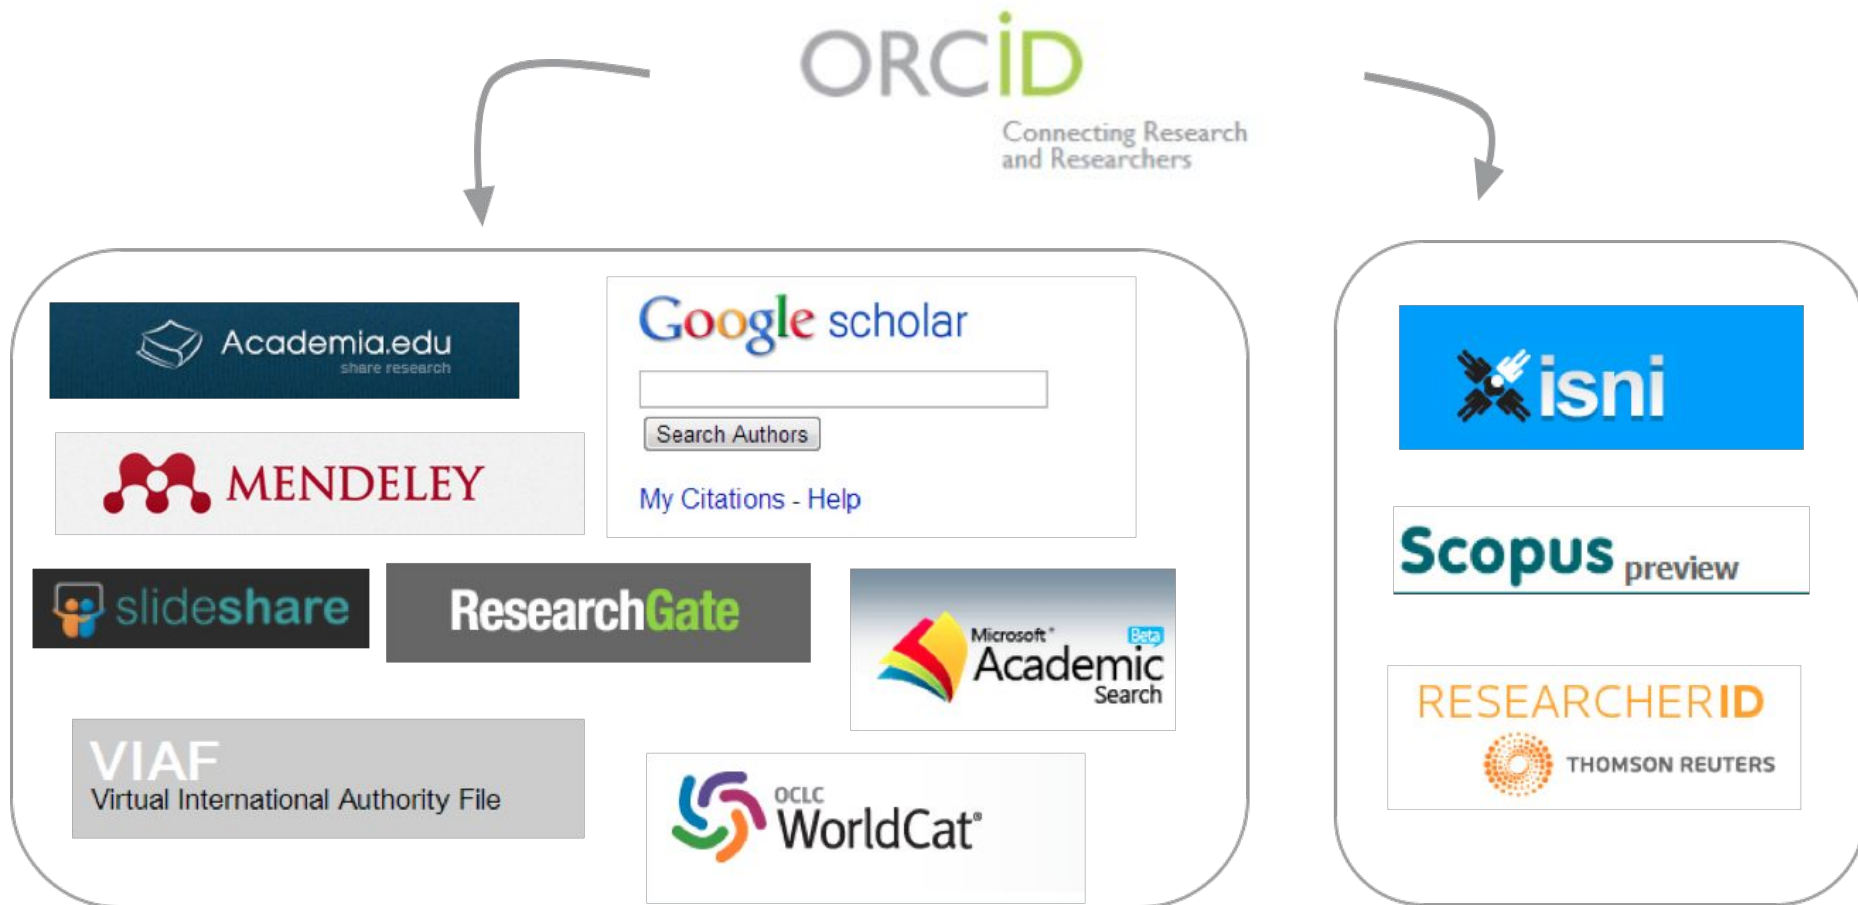 ORCiD
Connecting Research
and Researchers
Academia.edu
share research
Google scholar
Search Authors
My Citations - Help
MENDELEY
slideshare
ResearchGate
Microsoft®
Beta
Academic
Search
VIAF
Virtual International Authority File
OCLC
WorldCat®
isni
Scopus preview
RESEARCHERID
THOMSON REUTERS